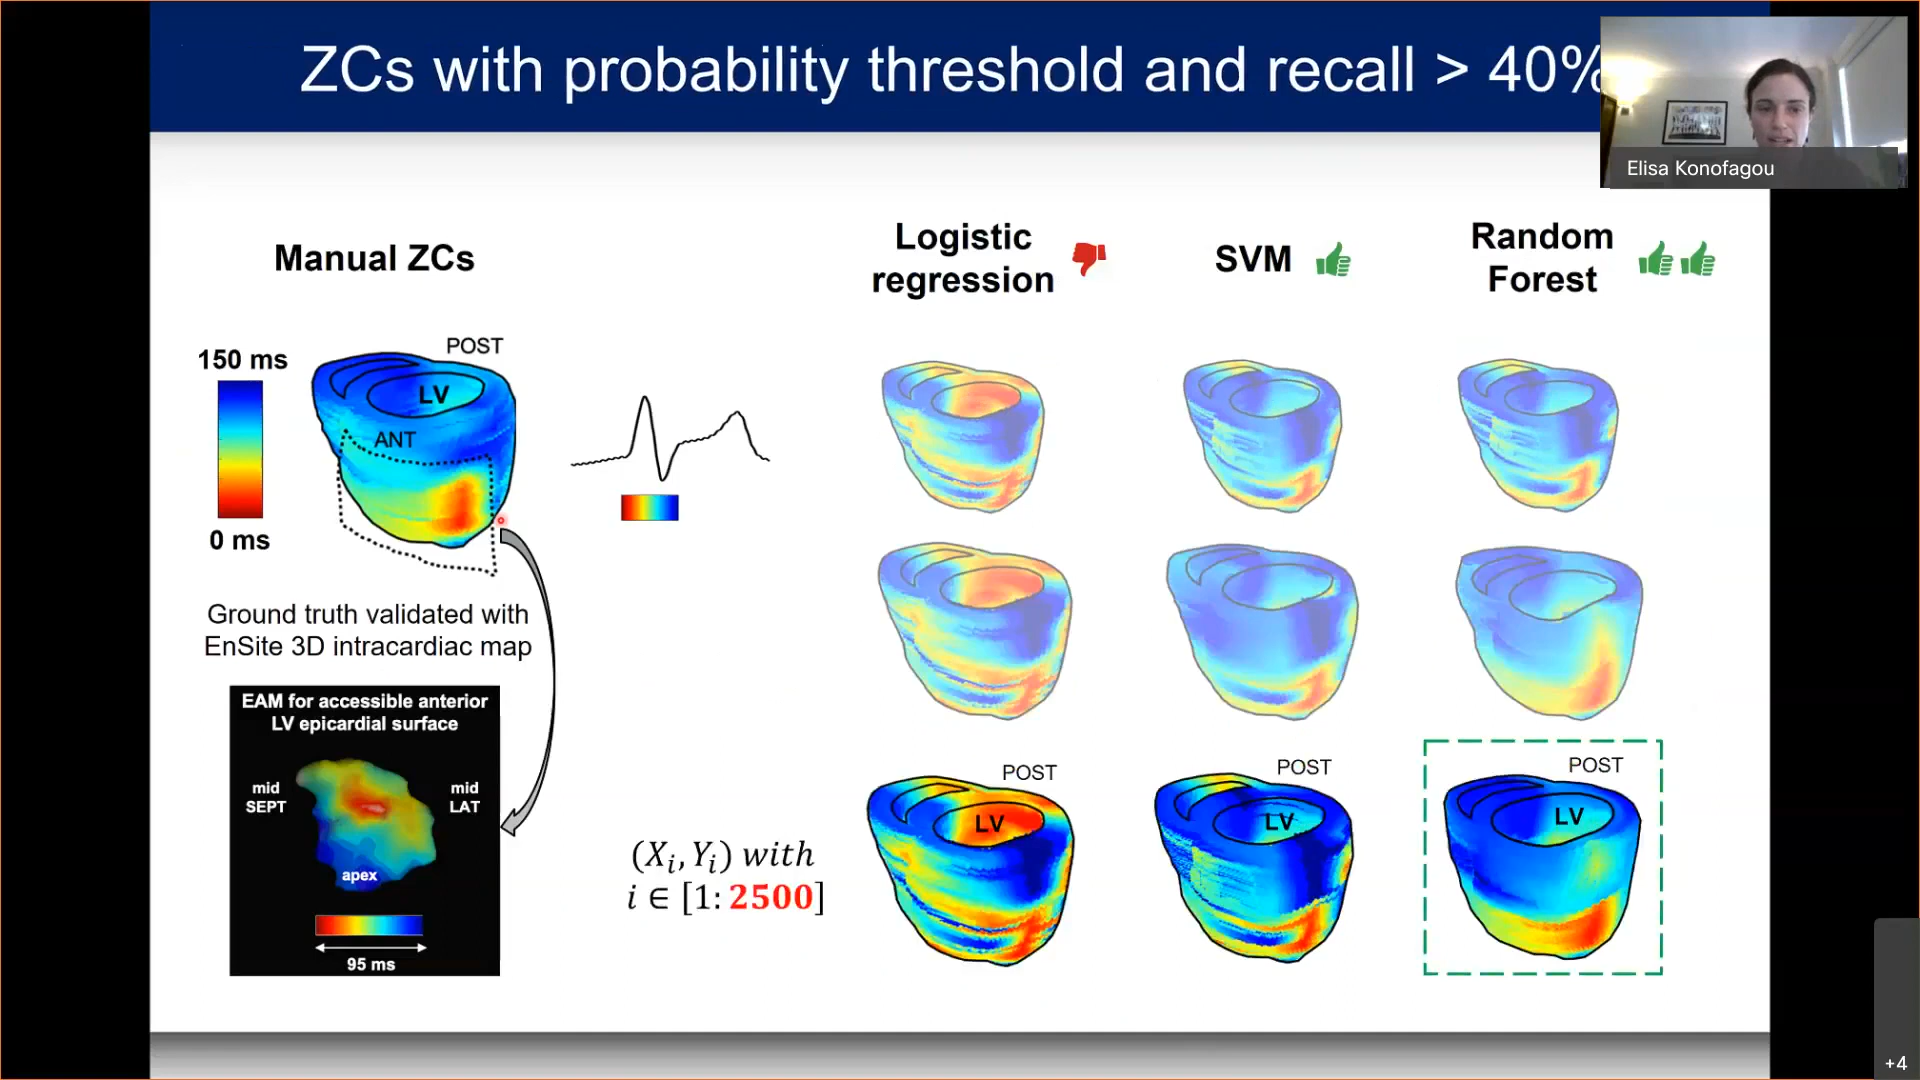 ZCs with probability threshold and recall > 40%
Elisa Konofagou
Manual ZCs
Logistic
regression
SVM
Random
Forest
150 ms
0 ms
POST
LV
ANT
Ground truth validated with
EnSite 3D intracardiac map
EAM for accessible anterior
LV epicardial surface
mid
SEPT
mid
LAT
apex
95 ms
(Xᵢ, Yᵢ) with
i ∈ [1: 2500]
POST
LV
POST
LV
POST
LV
+4